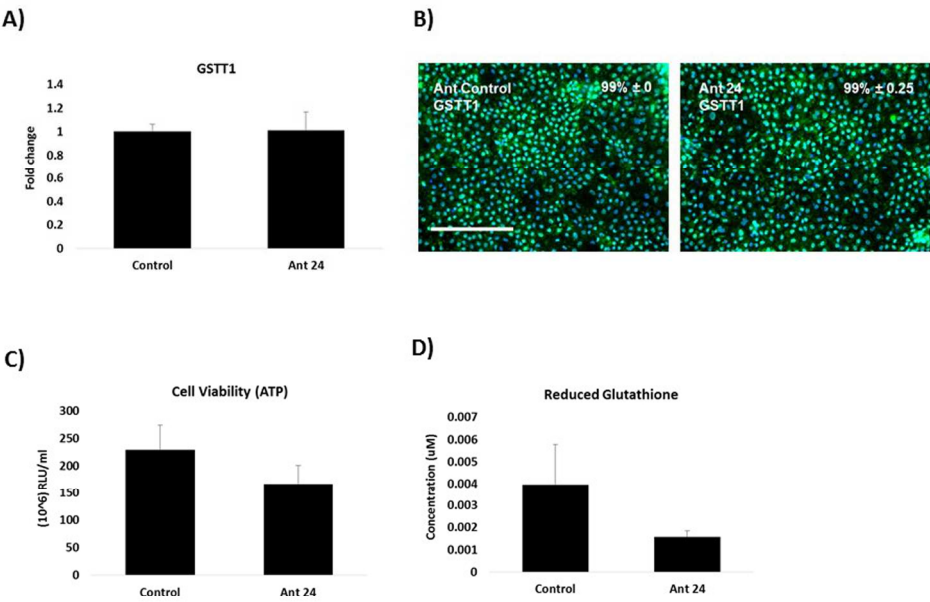 A)
GSTT1
Fold change
1.4
1.2
1
0.8
0.6
0.4
0.2
0
Control
Ant 24
B)
Ant Control
GSTT1
99% ± 0
Ant 24
GSTT1
99% ± 0.25
C)
Cell Viability (ATP)
(10^6) RLU/ml
300
250
200
150
100
50
0
Control
Ant 24
D)
Reduced Glutathione
Concentration (uM)
0.007
0.006
0.005
0.004
0.003
0.002
0.001
0
Control
Ant 24